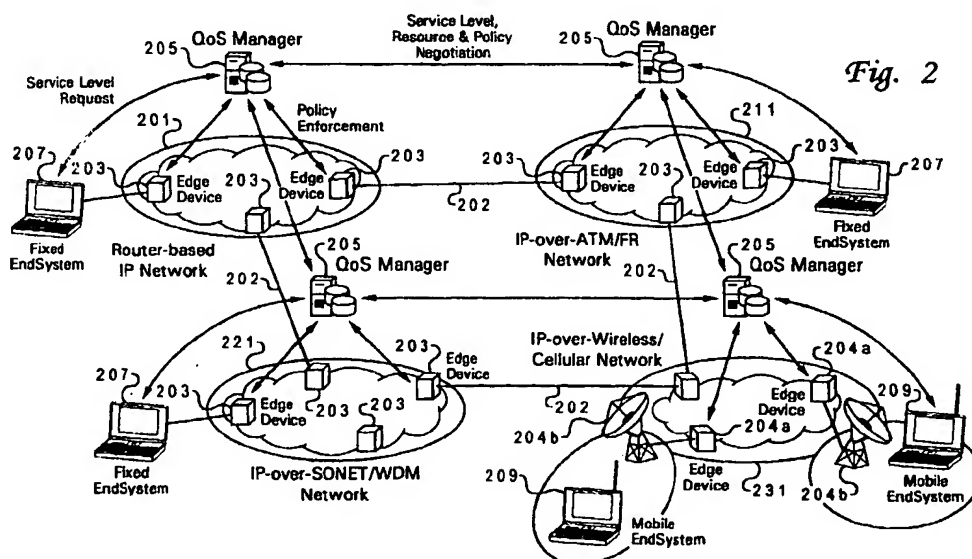 Fig. 2
Service Level,
Resource & Policy
Negotiation
QoS Manager
205
QoS Manager
205
Service Level
Request
Policy
Enforcement
201
211
207
203
Edge
Device
203
Edge
Device
203
202
203
Edge
Device
203
Edge
Device
203
207
Fixed
EndSystem
Router-based
IP Network
IP-over-ATM/FR
Network
Fixed
EndSystem
202
205
QoS Manager
202
205
QoS Manager
221
203
Edge
Device
IP-over-Wireless/
Cellular Network
204a
209
207
203
Edge
Device
203
203
202
204b
204a
Edge
Device
Fixed
EndSystem
IP-over-SONET/WDM
Network
209
Edge
Device
231
204b
Mobile
EndSystem
Mobile
EndSystem